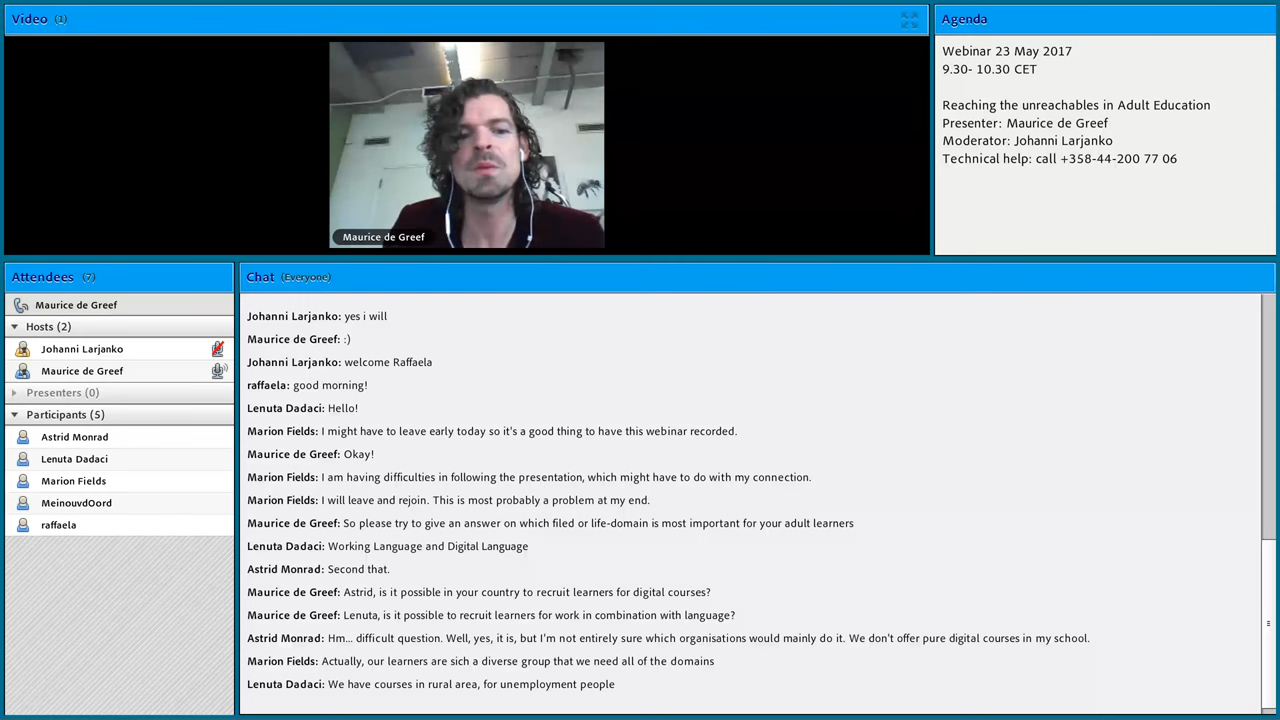 Video (1)
Maurice de Greef
Agenda
Webinar 23 May 2017
9.30- 10.30 CET
Reaching the unreachables in Adult Education
Presenter: Maurice de Greef
Moderator: Johanni Larjanko
Technical help: call +358-44-200 77 06
Attendees (7)
Maurice de Greef
Hosts (2)
Johanni Larjanko
Maurice de Greef
Presenters (0)
Participants (5)
Astrid Monrad
Lenuta Dadaci
Marion Fields
MeinouvdOord
raffaela
Chat (Everyone)
Johanni Larjanko: yes i will
Maurice de Greef: :)
Johanni Larjanko: welcome Raffaela
raffaela: good morning!
Lenuta Dadaci: Hello!
Marion Fields: I might have to leave early today so it's a good thing to have this webinar recorded.
Maurice de Greef: Okay!
Marion Fields: I am having difficulties in following the presentation, which might have to do with my connection.
Marion Fields: I will leave and rejoin. This is most probably a problem at my end.
Maurice de Greef: So please try to give an answer on which filed or life-domain is most important for your adult learners
Lenuta Dadaci: Working Language and Digital Language
Astrid Monrad: Second that.
Maurice de Greef: Astrid, is it possible in your country to recruit learners for digital courses?
Maurice de Greef: Lenuta, is it possible to recruit learners for work in combination with language?
Astrid Monrad: Hm... difficult question. Well, yes, it is, but I'm not entirely sure which organisations would mainly do it. We don't offer pure digital courses in my school.
Marion Fields: Actually, our learners are sich a diverse group that we need all of the domains
Lenuta Dadaci: We have courses in rural area, for unemployment people